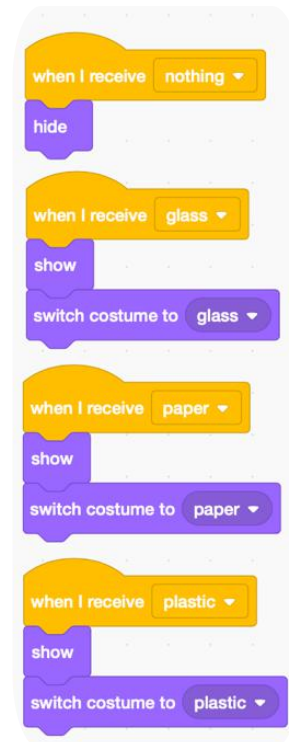 when I receive nothing
hide
when I receive glass
show
switch costume to glass
when I receive paper
show
switch costume to paper
when I receive plastic
show
switch costume to plastic